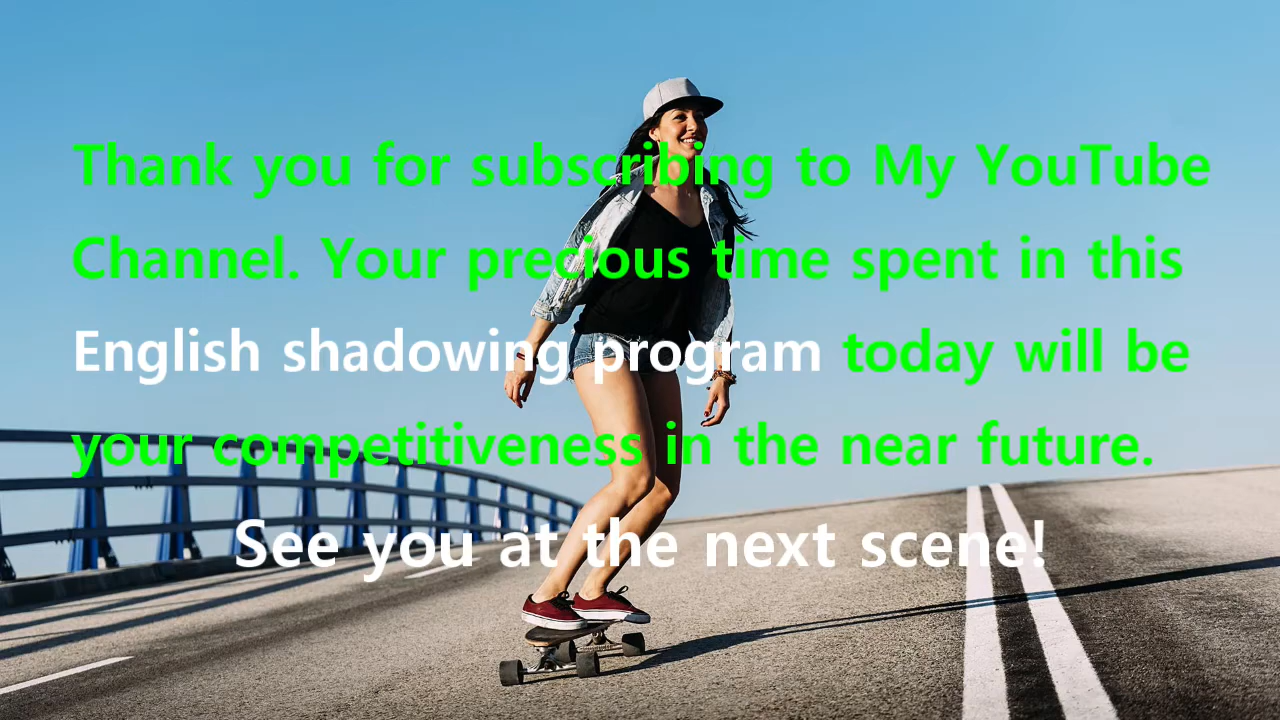 Thank you for subscribing to My YouTube
Channel. Your precious time spent in this
English shadowing program today will be
your competitiveness in the near future.
See you at the next scene!